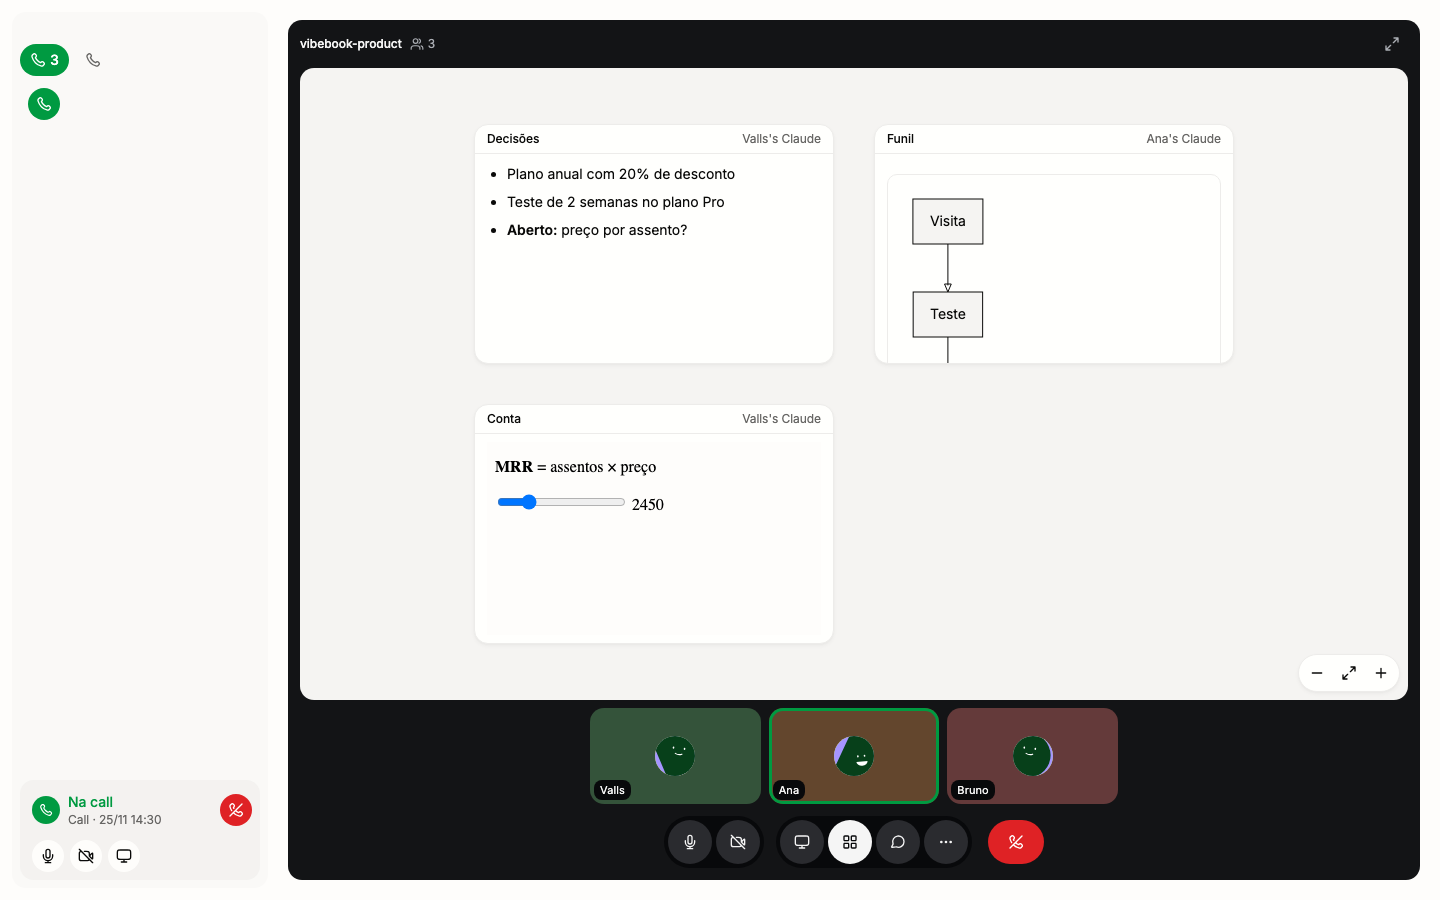 3
vibebook-product 3
Decisões Valls's Claude
Plano anual com 20% de desconto
Teste de 2 semanas no plano Pro
Aberto: preço por assento?
Funil Ana's Claude
Visita
Teste
Conta Valls's Claude
MRR = assentos × preço
2450
Valls
Ana
Bruno
Na call
Call · 25/11 14:30